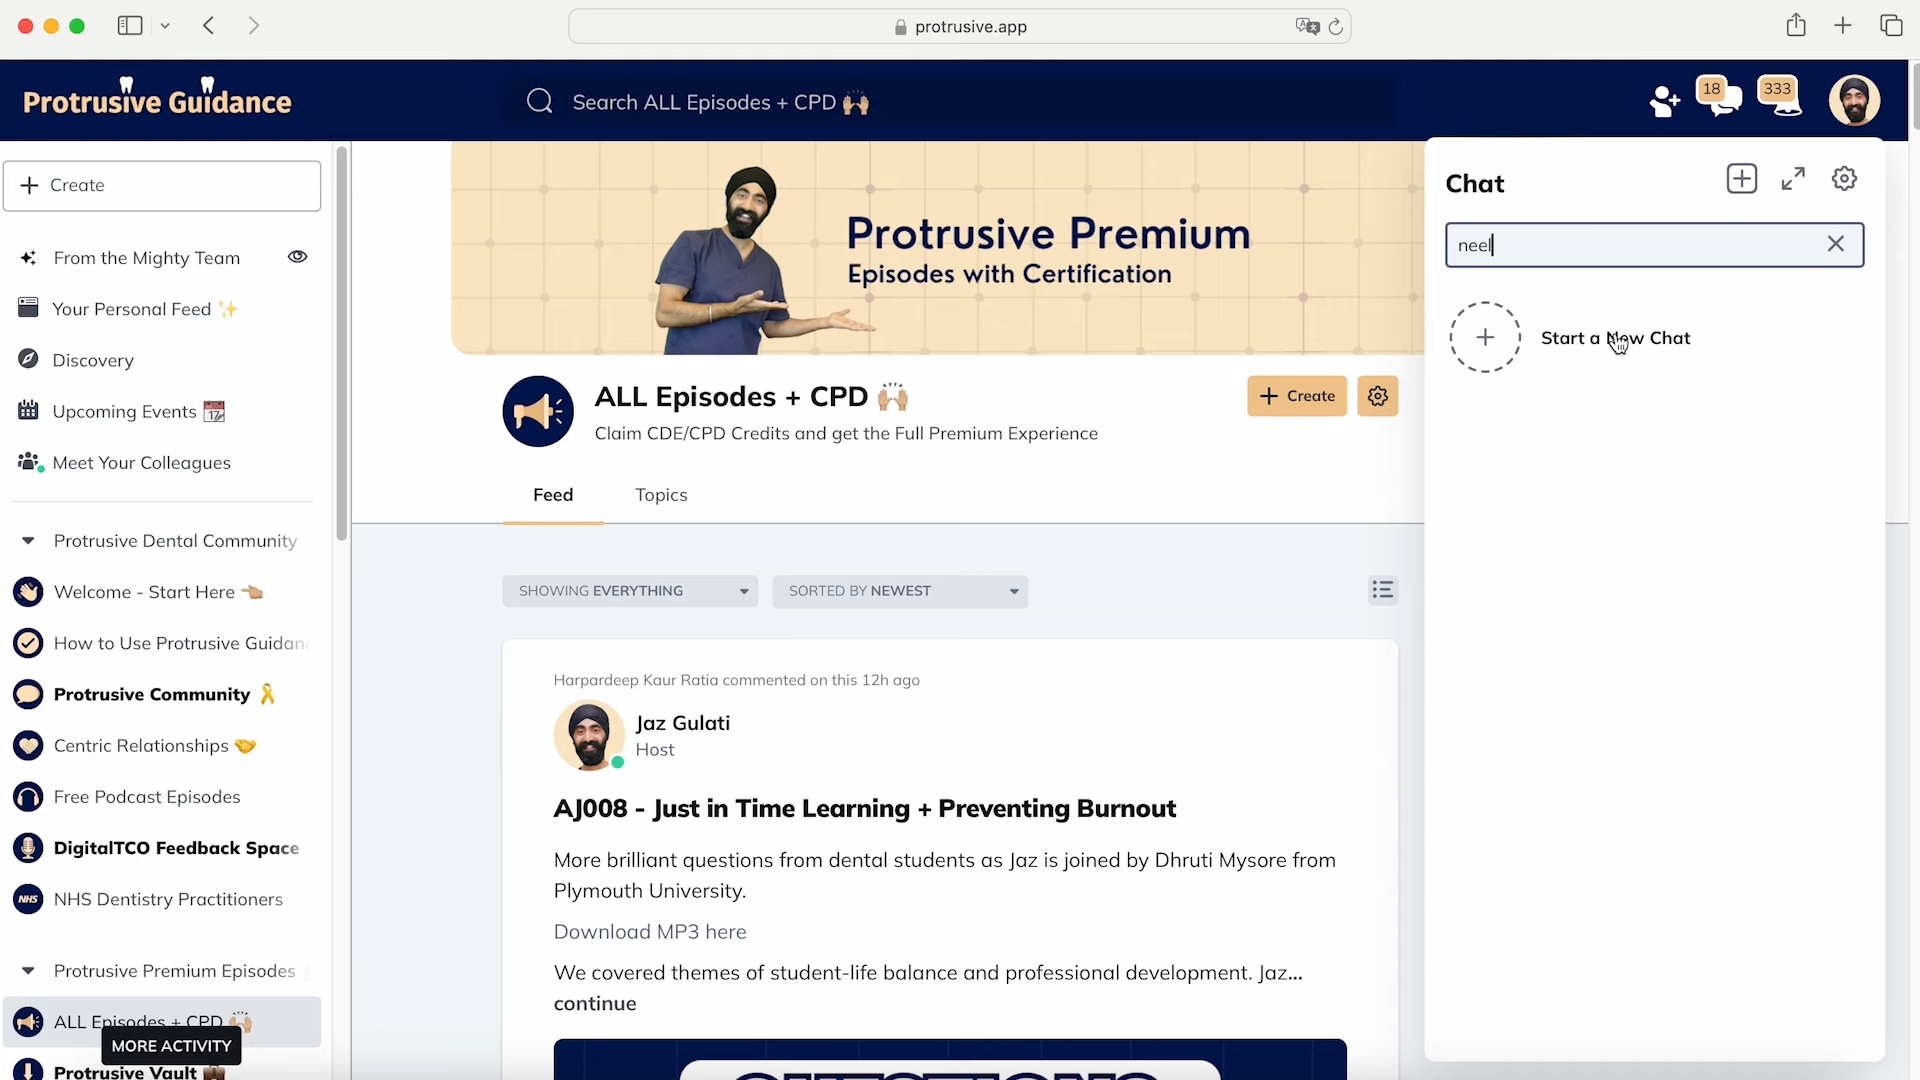 protrusive.app
Protrusive Guidance
Search ALL Episodes + CPD 🙌🏼
18
333
Create
From the Mighty Team
Your Personal Feed ✨
Discovery
Upcoming Events 📆
Meet Your Colleagues
Protrusive Dental Community
Welcome - Start Here 👈🏼
How to Use Protrusive Guidan
Protrusive Community 🎗️
Centric Relationships 🤝
Free Podcast Episodes
DigitalTCO Feedback Space
NHS
NHS Dentistry Practitioners
Protrusive Premium Episodes
ALL Episodes + CPD 🙌🏼
MORE ACTIVITY
Protrusive Vault 💼
Protrusive Premium
Episodes with Certification
ALL Episodes + CPD 🙌🏼
Claim CDE/CPD Credits and get the Full Premium Experience
Create
Feed
Topics
SHOWING EVERYTHING
SORTED BY NEWEST
Harpardeep Kaur Ratia commented on this 12h ago
Jaz Gulati
Host
AJ008 - Just in Time Learning + Preventing Burnout
More brilliant questions from dental students as Jaz is joined by Dhruti Mysore from
Plymouth University.
Download MP3 here
We covered themes of student-life balance and professional development. Jaz...
continue
QUESTIONS
Chat
neel
Start a New Chat